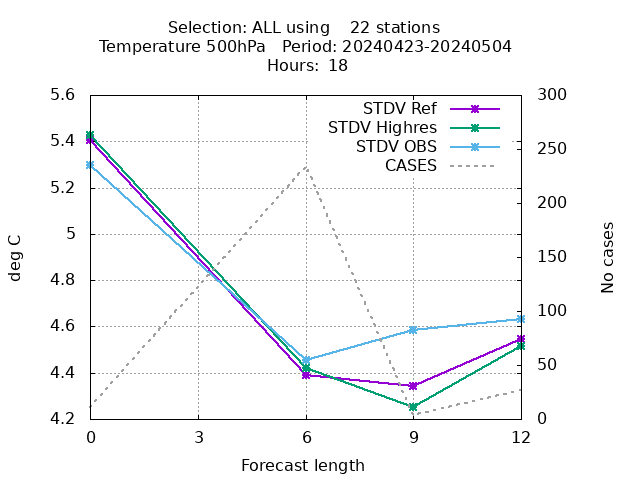 Selection: ALL using    22 stations
Temperature 500hPa   Period: 20240423-20240504
Hours:  18
5.6
5.4
5.2
5
4.8
4.6
4.4
4.2
300
250
200
150
100
50
0
STDV Ref
STDV Highres
STDV OBS
CASES
deg C
No cases
0
3
6
9
12
Forecast length